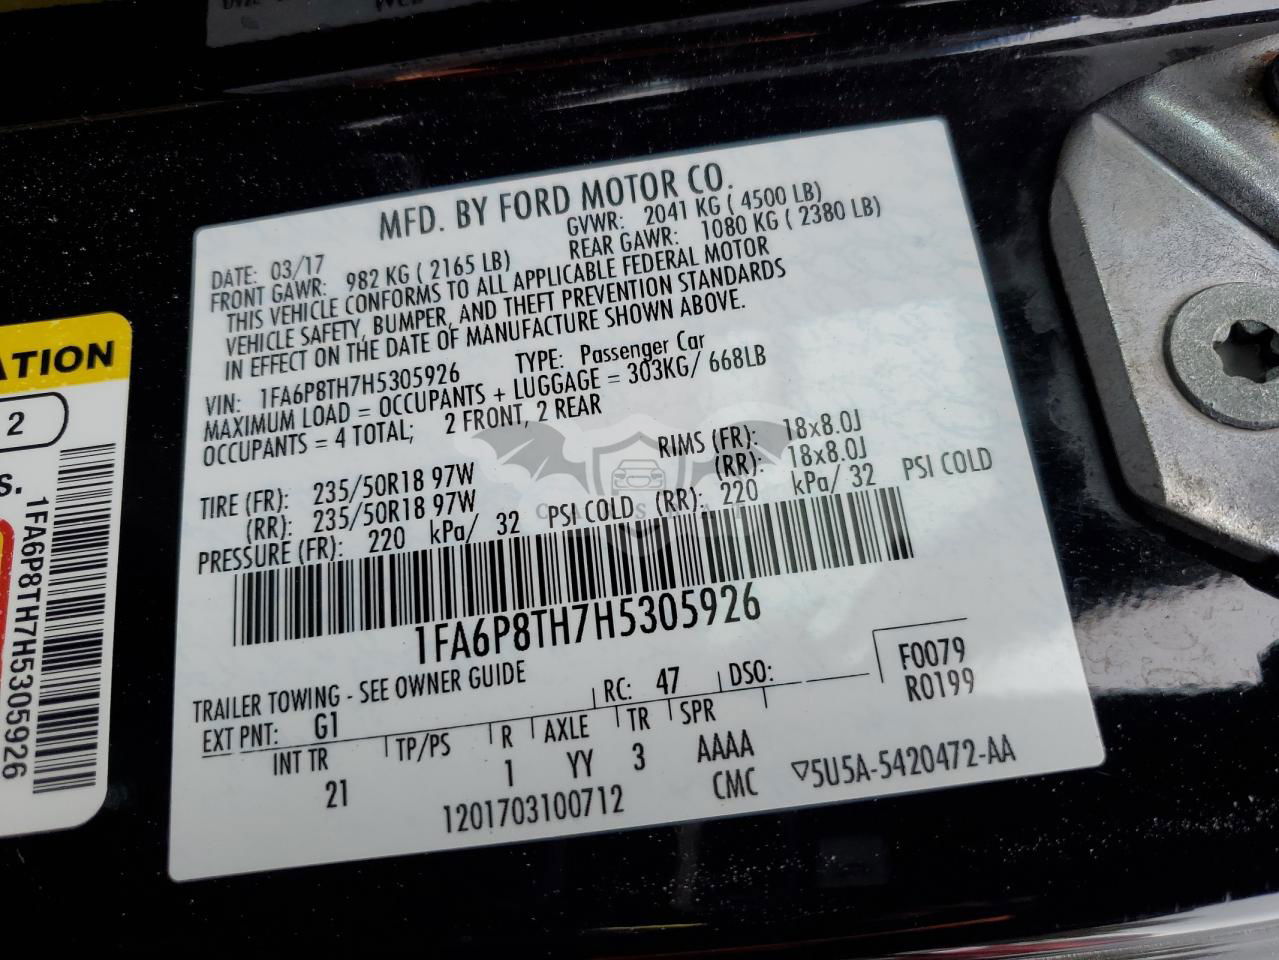 MFD. BY FORD MOTOR CO.
DATE: 03/17 GVWR: 2041 KG ( 4500 LB)
FRONT GAWR: 982 KG ( 2165 LB) REAR GAWR: 1080 KG ( 2380 LB)
THIS VEHICLE CONFORMS TO ALL APPLICABLE FEDERAL MOTOR
VEHICLE SAFETY, BUMPER, AND THEFT PREVENTION STANDARDS
IN EFFECT ON THE DATE OF MANUFACTURE SHOWN ABOVE.
VIN: 1FA6P8TH7H5305926 TYPE: Passenger Car
MAXIMUM LOAD = OCCUPANTS + LUGGAGE = 303KG/ 668LB
OCCUPANTS = 4 TOTAL; 2 FRONT, 2 REAR
TIRE (FR): 235/50R18 97W RIMS (FR): 18x8.0J
(RR): 235/50R18 97W (RR): 18x8.0J
PRESSURE (FR): 220 kPa/ 32 PSI COLD (RR): 220 kPa/ 32 PSI COLD
1FA6P8TH7H5305926
TRAILER TOWING - SEE OWNER GUIDE
EXT PNT: G1 RC: 47 DSO: F0079
R0199
INT TR TP/PS R AXLE TR SPR
21 1 YY 3 AAAA
1201703100712 CMC ▽5U5A-5420472-AA
ATION
2
S.
1FA6P8TH7H5305926